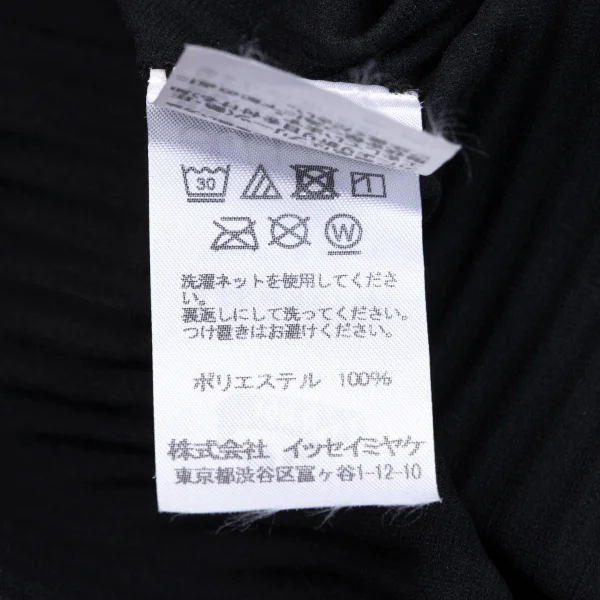 30
W
洗濯ネットを使用してくださ
い。
裏返しにして洗ってください。
つけ置きはお避けください。
ポリエステル 100%
株式会社 イッセイミヤケ
東京都渋谷区富ヶ谷1-12-10